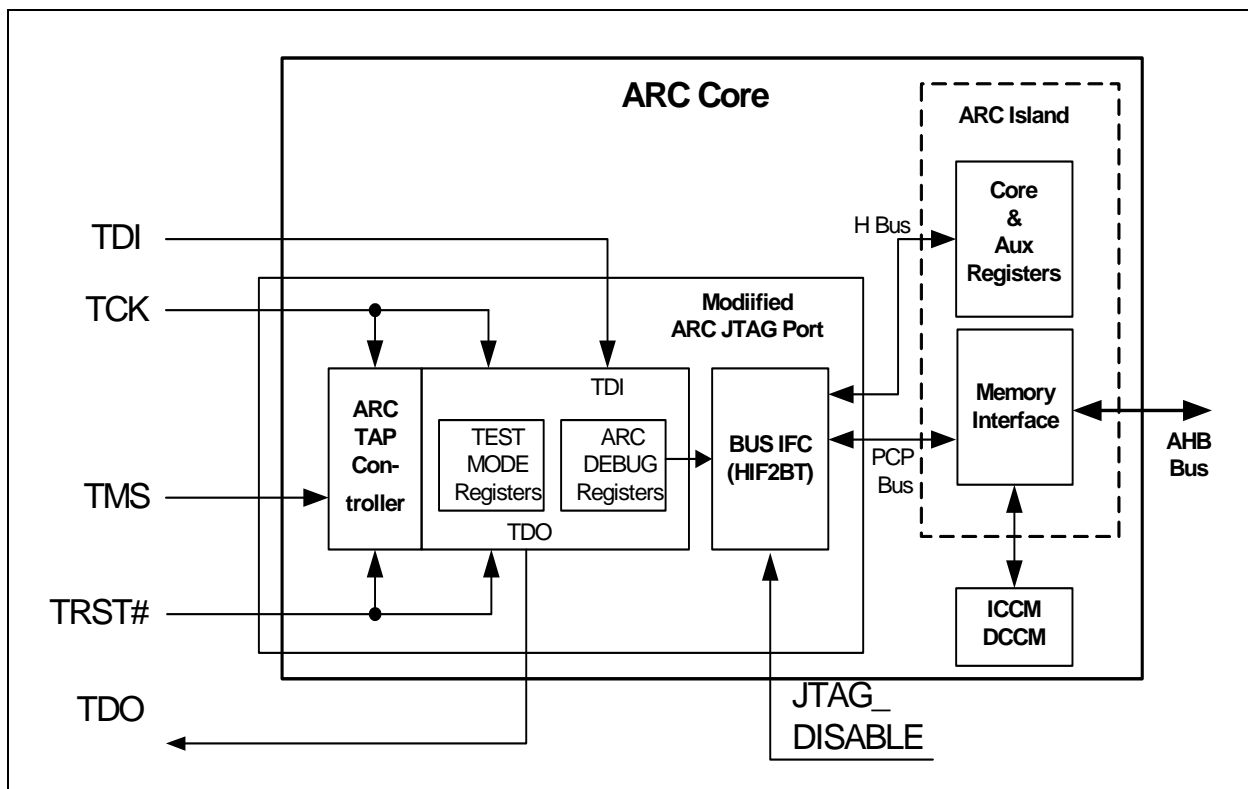 ARC Core
ARC Island
Core
&
Aux
Registers
H Bus
TDI
TCK
Modiified
ARC JTAG Port
TDI
ARC
TAP
Con-
troller
TEST
MODE
Registers
ARC
DEBUG
Registers
BUS IFC
(HIF2BT)
Memory
Interface
PCP
Bus
AHB
Bus
TMS
TDO
TRST#
ICCM
DCCM
TDO
JTAG_
DISABLE